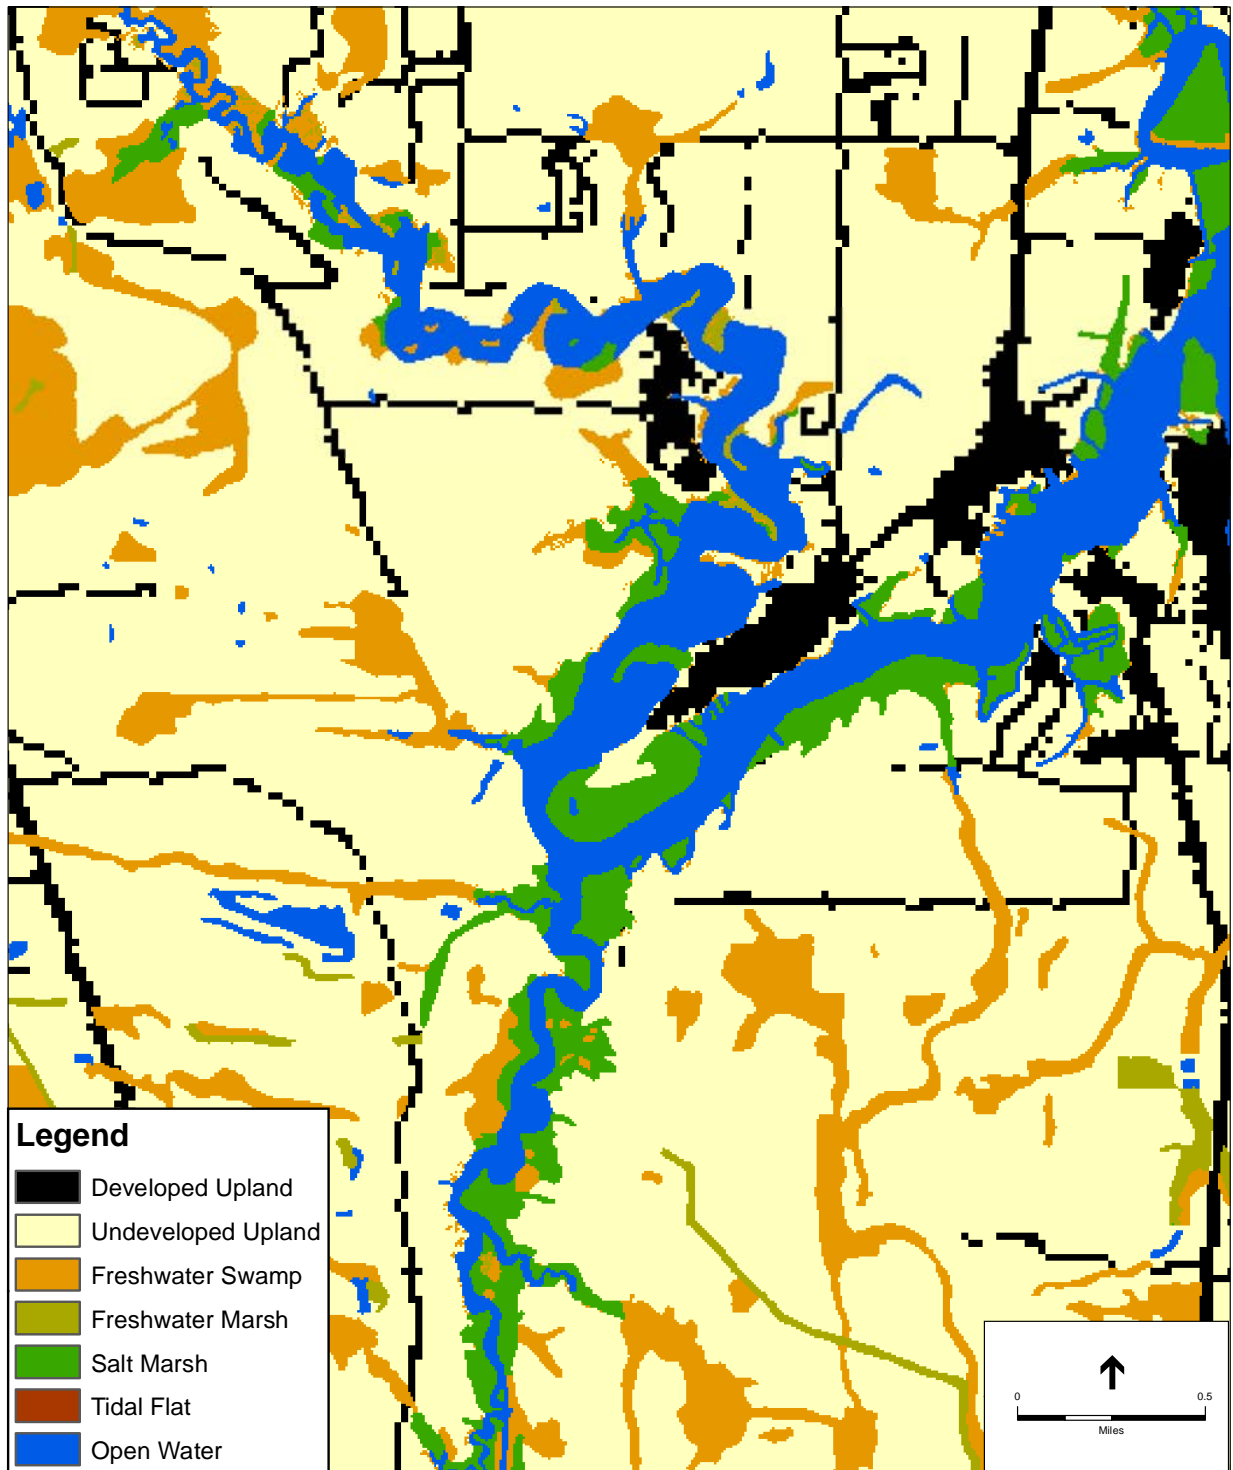 Legend
Developed Upland
Undeveloped Upland
Freshwater Swamp
Freshwater Marsh
Salt Marsh
Tidal Flat
Open Water
0 0.5
Miles